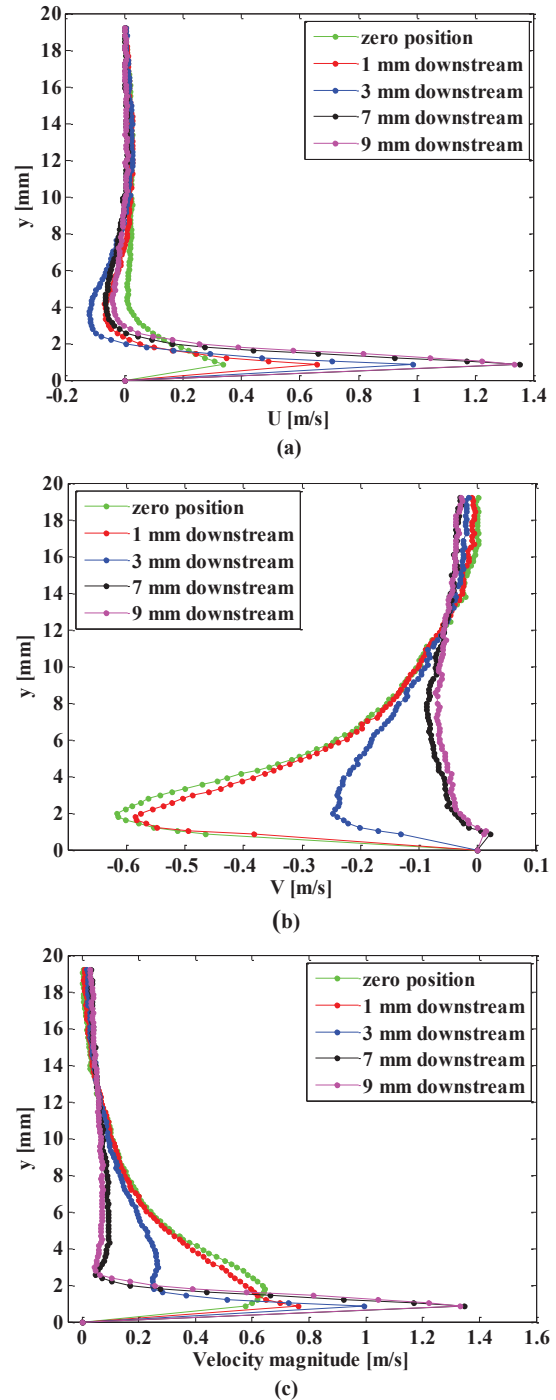 20
18
16
14
12
10
8
6
4
2
0
y [mm]
zero position
1 mm downstream
3 mm downstream
7 mm downstream
9 mm downstream
-0.2 0 0.2 0.4 0.6 0.8 1 1.2 1.4
U [m/s]
(a)
20
18
16
14
12
10
8
6
4
2
0
y [mm]
zero position
1 mm downstream
3 mm downstream
7 mm downstream
9 mm downstream
-0.6 -0.5 -0.4 -0.3 -0.2 -0.1 0 0.1
V [m/s]
(b)
20
18
16
14
12
10
8
6
4
2
0
y [mm]
zero position
1 mm downstream
3 mm downstream
7 mm downstream
9 mm downstream
0 0.2 0.4 0.6 0.8 1 1.2 1.4 1.6
Velocity magnitude [m/s]
(c)